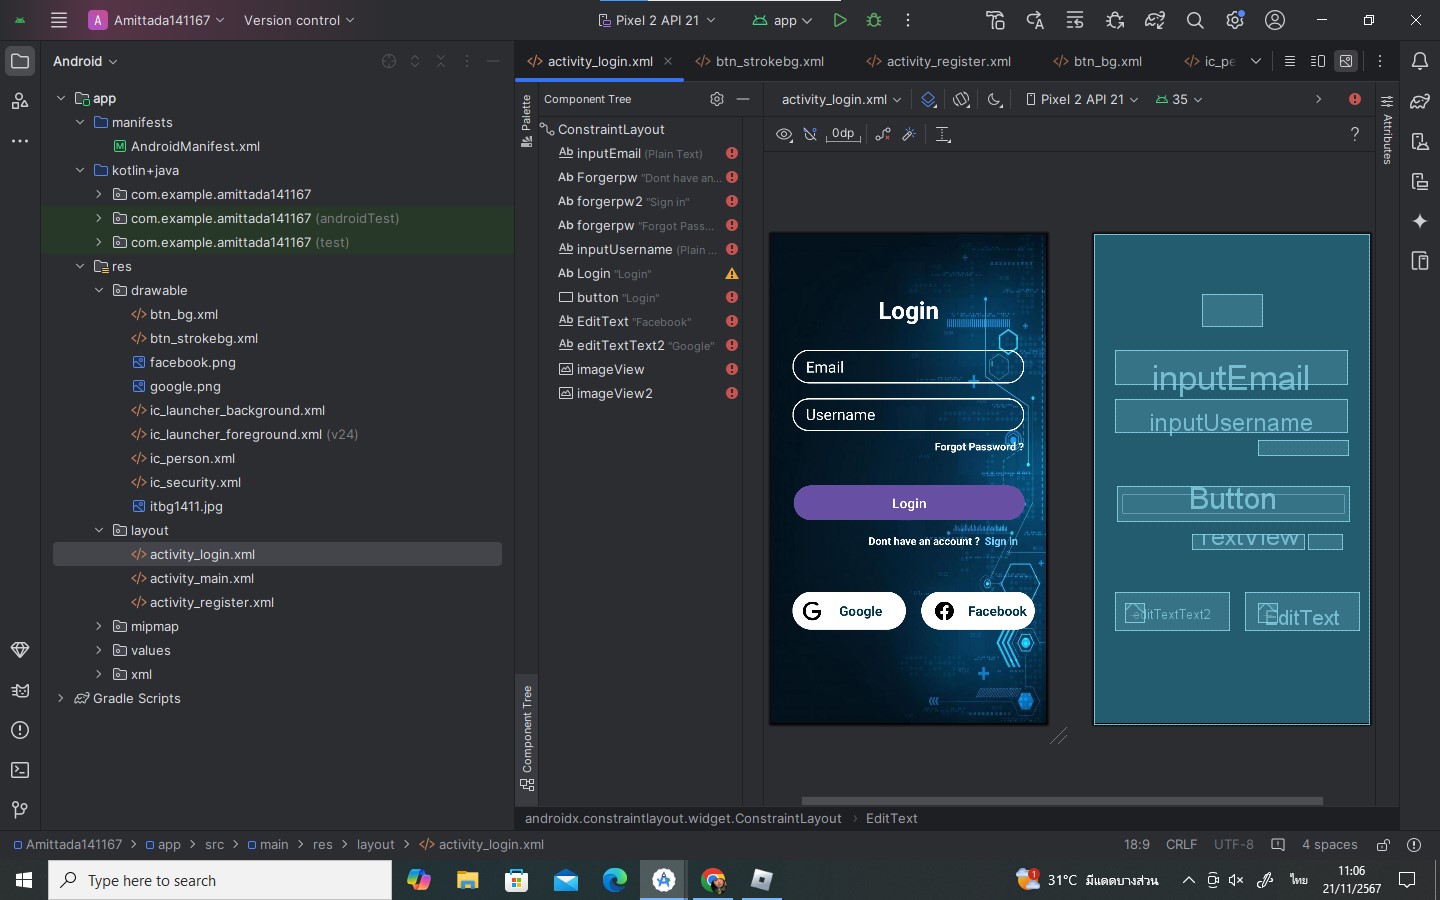 A Amittada141167 Version control Pixel 2 API 21 app
Android
app
manifests
M AndroidManifest.xml
kotlin+java
com.example.amittada141167
com.example.amittada141167 (androidTest)
com.example.amittada141167 (test)
res
drawable
btn_bg.xml
btn_strokebg.xml
facebook.png
google.png
ic_launcher_background.xml
ic_launcher_foreground.xml (v24)
ic_person.xml
ic_security.xml
itbg1411.jpg
layout
activity_login.xml
activity_main.xml
activity_register.xml
mipmap
values
xml
Gradle Scripts
activity_login.xml btn_strokebg.xml activity_register.xml btn_bg.xml ic_pe
Palette
Component Tree
ConstraintLayout
Ab inputEmail (Plain Text)
Ab Forgerpw "Dont have an...
Ab forgerpw2 "Sign in"
Ab forgerpw "Forgot Pass...
Ab inputUsername (Plain ...
Ab Login "Login"
button "Login"
Ab EditText "Facebook"
Ab editTextText2 "Google"
imageView
imageView2
Component Tree
activity_login.xml Pixel 2 API 21 35
0dp ?
Attributes
Login
Email
Username
Forgot Password ?
Login
Dont have an account ? Sign in
Google Facebook
inputEmail
inputUsername
Button
TextView
editTextText2 EditText
androidx.constraintlayout.widget.ConstraintLayout > EditText
Amittada141167 > app > src > main > res > layout > activity_login.xml 18:9 CRLF UTF-8 4 spaces
Type here to search 1 31°C มีแดดบางส่วน ไทย 11:06
21/11/2567